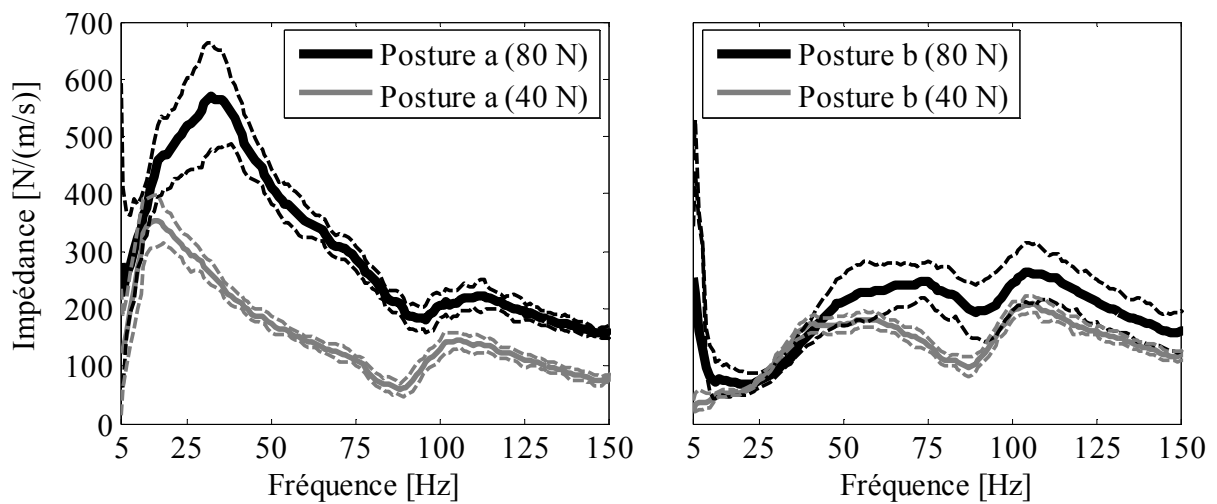 Impédance [N/(m/s)]
700
600
500
400
300
200
100
0
Posture a (80 N)
Posture a (40 N)
5 25 50 75 100 125 150
Fréquence [Hz]
Posture b (80 N)
Posture b (40 N)
5 25 50 75 100 125 150
Fréquence [Hz]